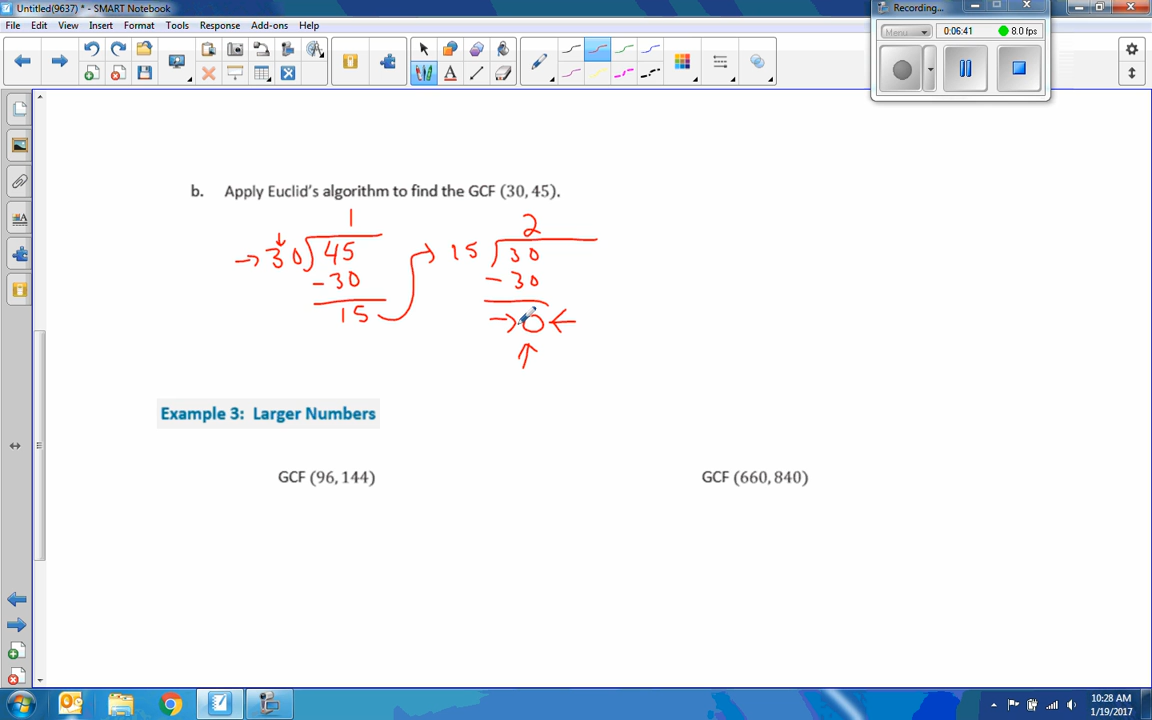 Untitled(9637) * - SMART Notebook
File Edit View Insert Format Tools Response Add-ons Help
Recording...
Menu 0:06:41 8.0 fps
b. Apply Euclid's algorithm to find the GCF (30, 45).
1 2
→ 30 45 → 15 30
-30 -30
15 → 0 ←
↑
Example 3: Larger Numbers
GCF (96, 144) GCF (660, 840)
10:28 AM
1/19/2017